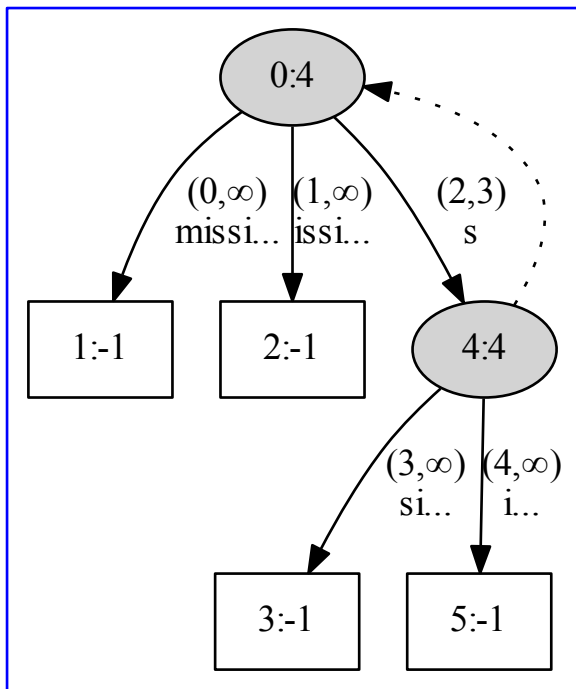 0:4
(0,∞)
missi...
(1,∞)
issi...
(2,3)
s
1:-1
2:-1
4:4
(3,∞)
si...
(4,∞)
i...
3:-1
5:-1